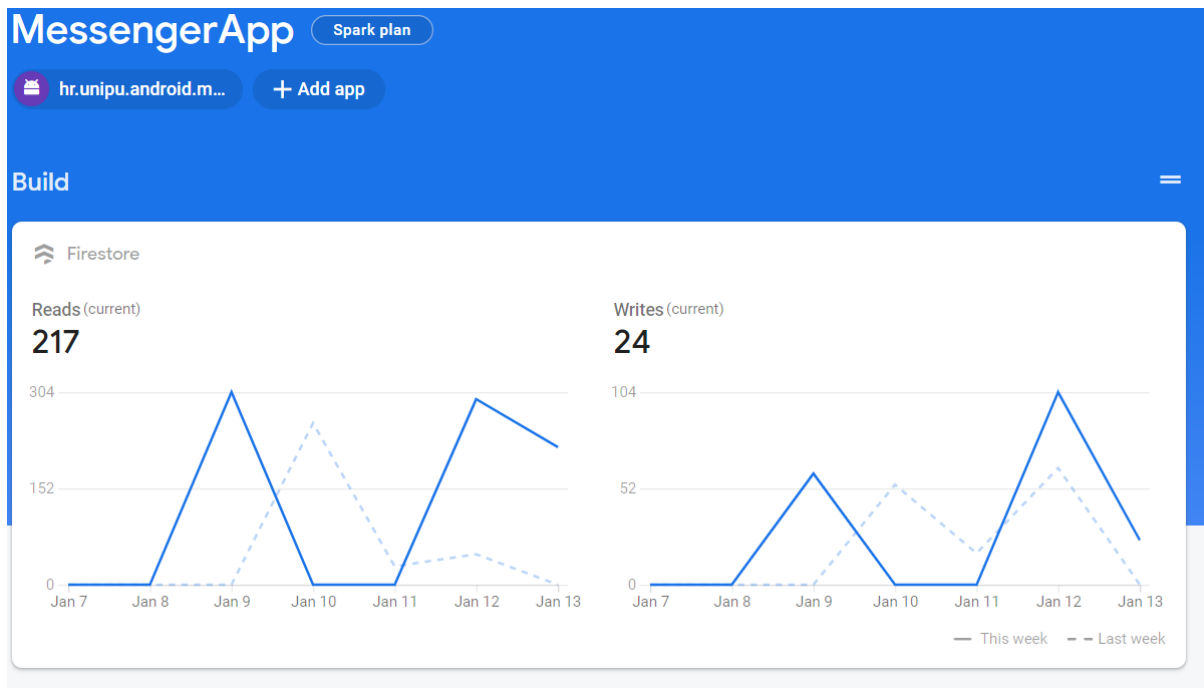 MessengerApp Spark plan
hr.unipu.android.m... + Add app
Build
Firestore
Reads (current)
217
304
152
0
Jan 7 Jan 8 Jan 9 Jan 10 Jan 11 Jan 12 Jan 13
Writes (current)
24
104
52
0
Jan 7 Jan 8 Jan 9 Jan 10 Jan 11 Jan 12 Jan 13
This week Last week